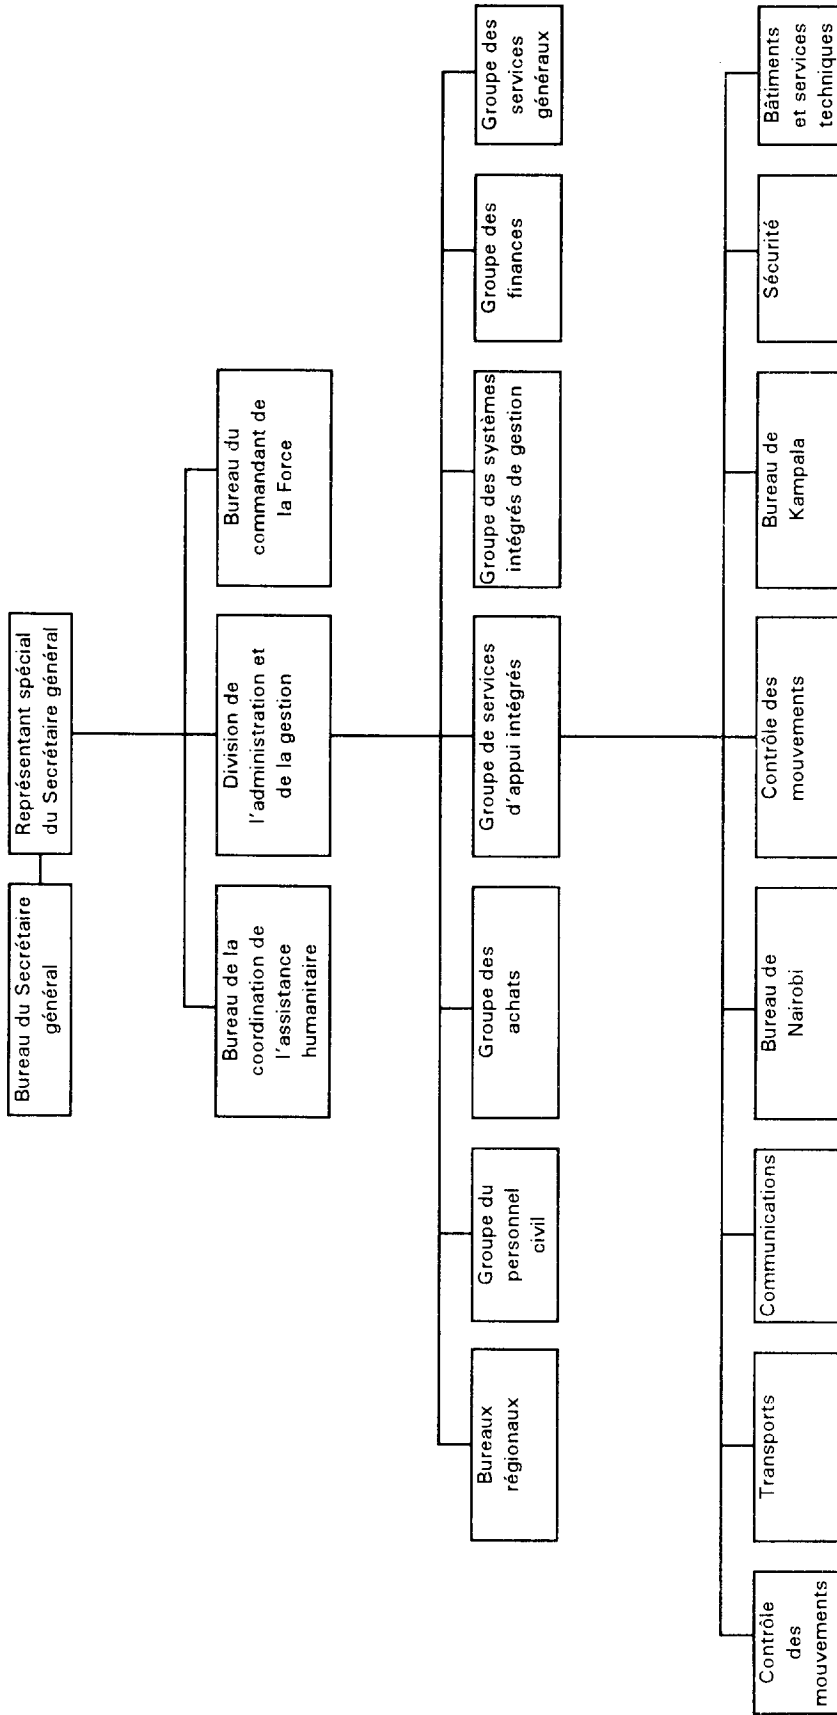 Bureau du Secrétaire
général
Représentant spécial
du Secrétaire général
Bureau de la
coordination de
l'assistance
humanitaire
Division de
l'administration et
de la gestion
Bureau du
commandant de
la Force
Bureaux
régionaux
Groupe du
personnel
civil
Groupe des
achats
Groupe de services
d'appui intégrés
Groupe des systèmes
intégrés de gestion
Groupe des
finances
Groupe des
services
généraux
Contrôle
des
mouvements
Transports
Communications
Bureau de
Nairobi
Contrôle des
mouvements
Bureau de
Kampala
Sécurité
Bâtiments
et services
techniques